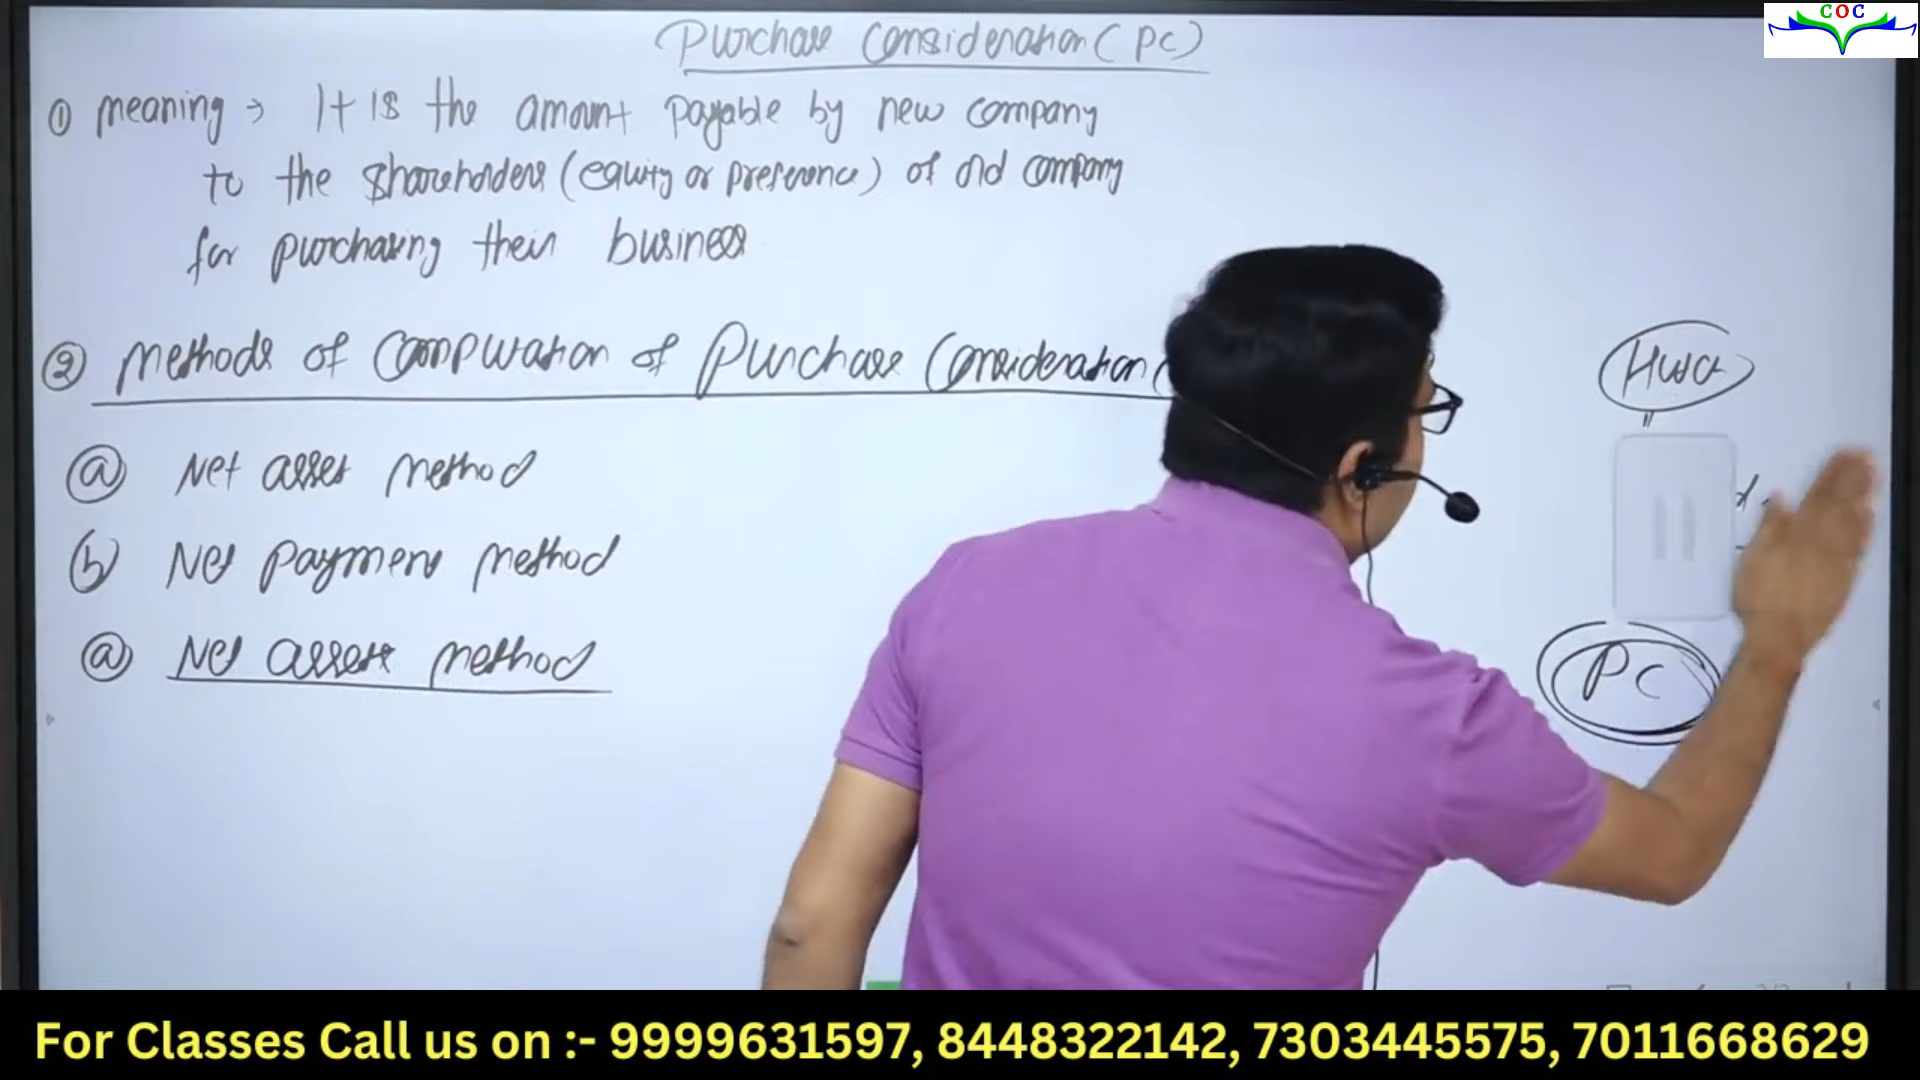 COC
Purchase Consideration (PC)
① meaning → It is the amount payable by new company
to the shareholders (equity or preference) of old company
for purchasing their business
② Methods of Computation of Purchase Consideration (
ⓐ Net asset method
ⓑ Net payment method
ⓐ Net assets method
PC
For Classes Call us on :- 9999631597, 8448322142, 7303445575, 7011668629